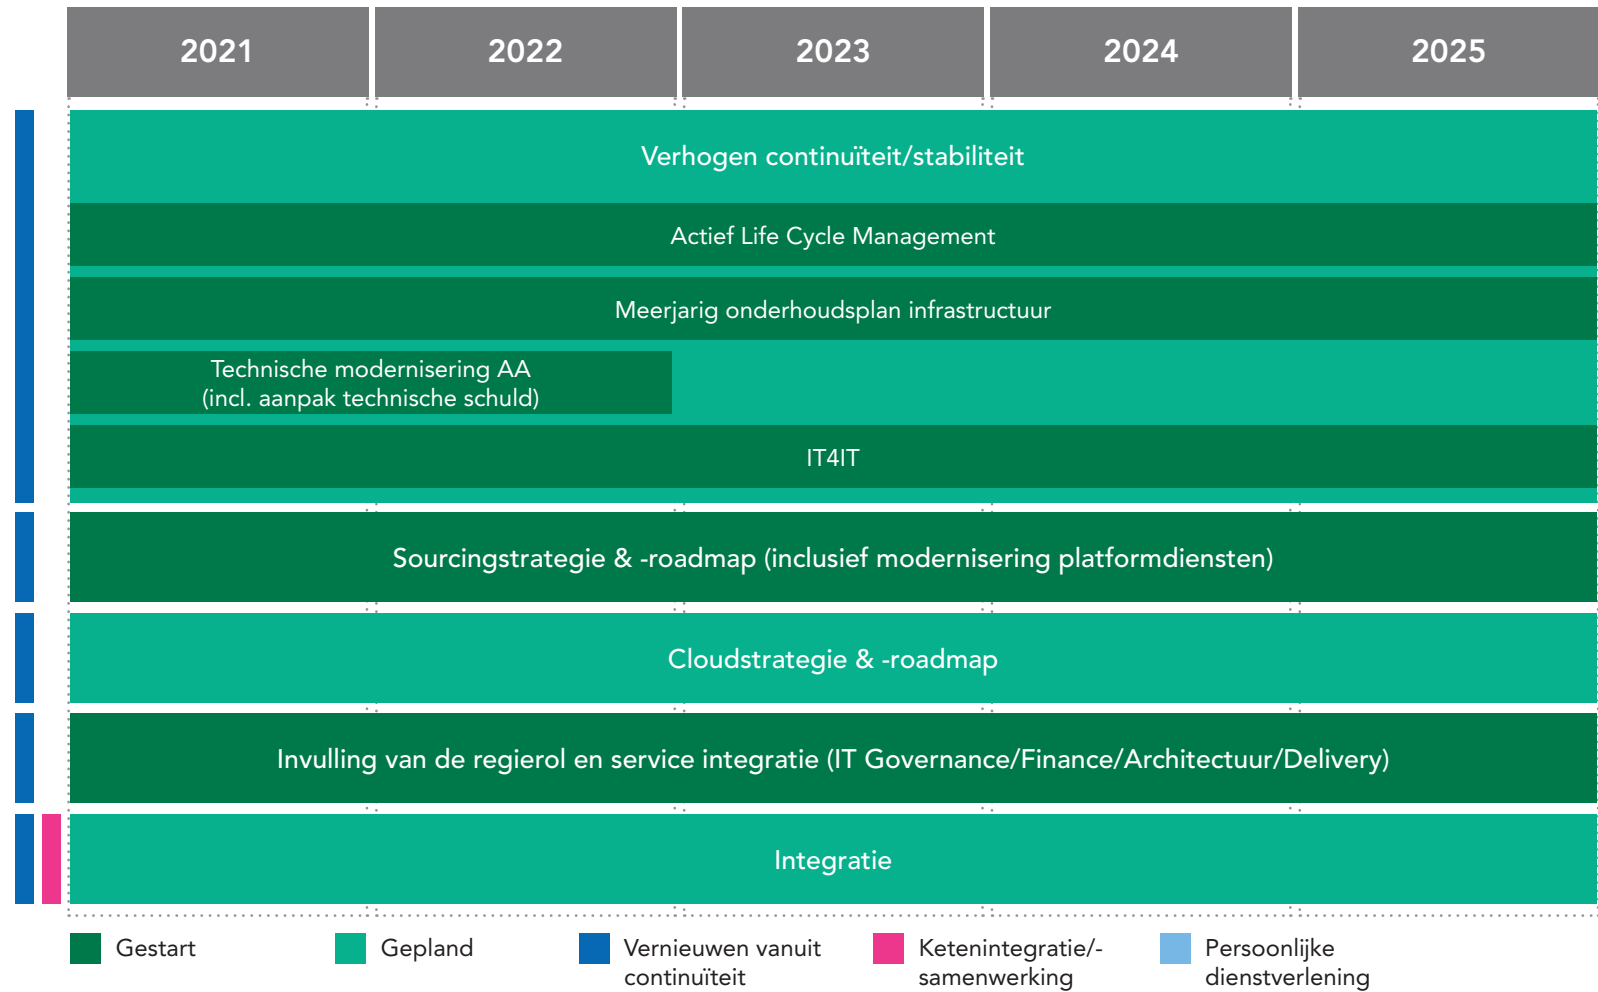 2021 2022 2023 2024 2025
Verhogen continuïteit/stabiliteit
Actief Life Cycle Management
Meerjarig onderhoudsplan infrastructuur
Technische modernisering AA
(incl. aanpak technische schuld)
IT4IT
Sourcingstrategie & -roadmap (inclusief modernisering platformdiensten)
Cloudstrategie & -roadmap
Invulling van de regierol en service integratie (IT Governance/Finance/Architectuur/Delivery)
Integratie
Gestart
Gepland
Vernieuwen vanuit
continuïteit
Ketenintegratie/-
samenwerking
Persoonlijke
dienstverlening